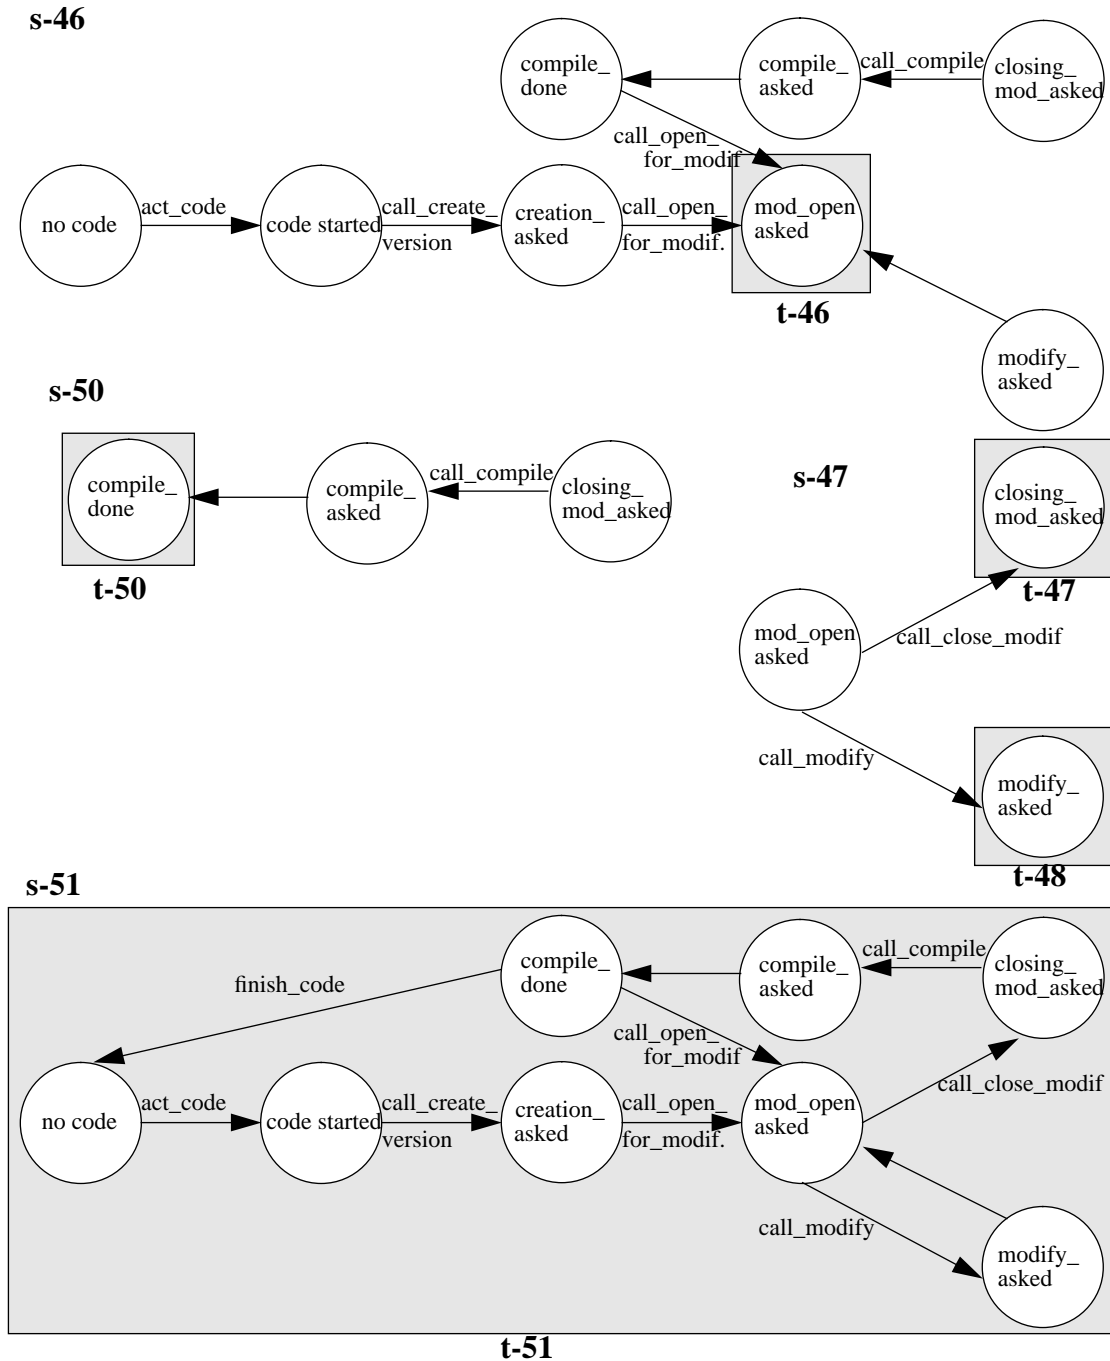 s-46
compile_
done
compile_
asked
call_compile
closing_
mod_asked
call_open_
for_modif
no code
act_code
code started
call_create_
version
creation_
asked
call_open_
for_modif.
mod_open
asked
t-46
modify_
asked
s-50
compile_
done
compile_
asked
call_compile
closing_
mod_asked
t-50
s-47
closing_
mod_asked
t-47
mod_open
asked
call_close_modif
call_modify
modify_
asked
t-48
s-51
compile_
done
compile_
asked
call_compile
closing_
mod_asked
finish_code
call_open_
for_modif
call_close_modif
no code
act_code
code started
call_create_
version
creation_
asked
call_open_
for_modif.
mod_open
asked
call_modify
modify_
asked
t-51